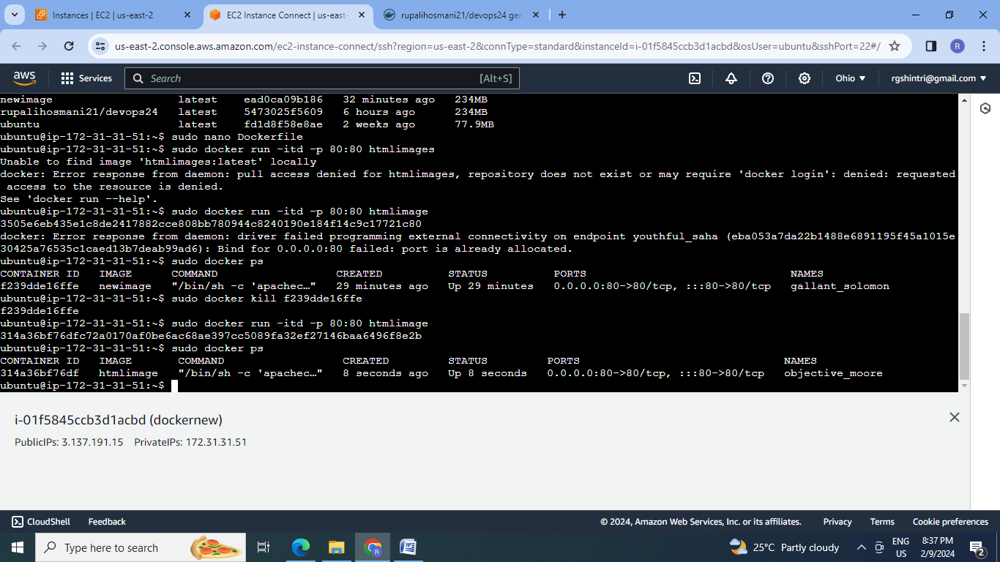 Instances | EC2 | us-east-2
EC2 Instance Connect | us-east-
rupalihosmani21/devops24 gen
us-east-2.console.aws.amazon.com/ec2-instance-connect/ssh?region=us-east-2&connType=standard&instanceId=i-01f5845ccb3d1acbd&osUser=ubuntu&sshPort=22#/
R
aws Services Search [Alt+S] Ohio rgshintri@gmail.com
newimage latest ead0ca09b186 32 minutes ago 234MB
rupalihosmani21/devops24 latest 5473025f5609 6 hours ago 234MB
ubuntu latest fd1d8f58e8ae 2 weeks ago 77.9MB
ubuntu@ip-172-31-31-51:~$ sudo nano Dockerfile
ubuntu@ip-172-31-31-51:~$ sudo docker run -itd -p 80:80 htmlimages
Unable to find image 'htmlimages:latest' locally
docker: Error response from daemon: pull access denied for htmlimages, repository does not exist or may require 'docker login': denied: requested
access to the resource is denied.
See 'docker run --help'.
ubuntu@ip-172-31-31-51:~$ sudo docker run -itd -p 80:80 htmlimage
3505e6eb435e1c8de2417882cce808bb780944c8240190e184f14c9c17721c80
docker: Error response from daemon: driver failed programming external connectivity on endpoint youthful_saha (eba053a7da22b1488e6891195f45a1015e
30425a76535c1caed13b7deab99ad6): Bind for 0.0.0.0:80 failed: port is already allocated.
ubuntu@ip-172-31-31-51:~$ sudo docker ps
CONTAINER ID IMAGE COMMAND CREATED STATUS PORTS NAMES
f239dde16ffe newimage "/bin/sh -c 'apachec…" 29 minutes ago Up 29 minutes 0.0.0.0:80->80/tcp, :::80->80/tcp gallant_solomon
ubuntu@ip-172-31-31-51:~$ sudo docker kill f239dde16ffe
f239dde16ffe
ubuntu@ip-172-31-31-51:~$ sudo docker run -itd -p 80:80 htmlimage
314a36bf76dfc72a0170af0be6ac68ae397cc5089fa32ef27146baa6496f8e2b
ubuntu@ip-172-31-31-51:~$ sudo docker ps
CONTAINER ID IMAGE COMMAND CREATED STATUS PORTS NAMES
314a36bf76df htmlimage "/bin/sh -c 'apachec…" 8 seconds ago Up 8 seconds 0.0.0.0:80->80/tcp, :::80->80/tcp objective_moore
ubuntu@ip-172-31-31-51:~$
i-01f5845ccb3d1acbd (dockernew)
PublicIPs: 3.137.191.15 PrivateIPs: 172.31.31.51
CloudShell Feedback © 2024, Amazon Web Services, Inc. or its affiliates. Privacy Terms Cookie preferences
Type here to search
R
25°C Partly cloudy
ENG
US
8:37 PM
2/9/2024
2